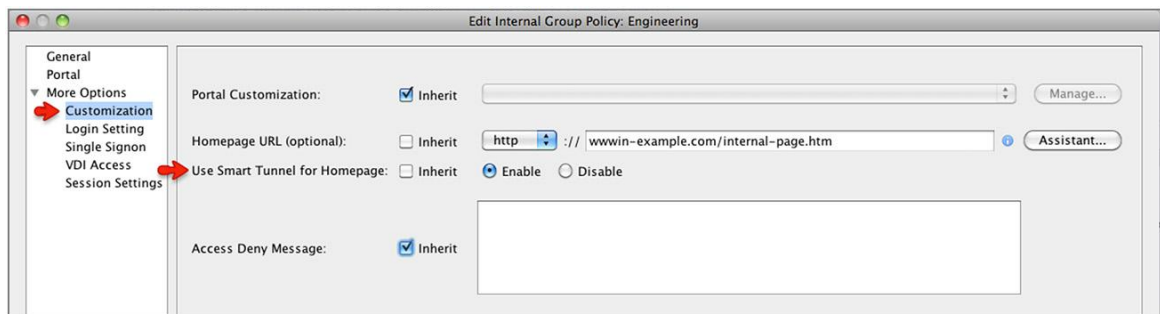 Edit Internal Group Policy: Engineering
General
Portal
More Options
Customization
Login Setting
Single Signon
VDI Access
Session Settings
Portal Customization: Inherit Manage...
Homepage URL (optional): Inherit http :// wwwin-example.com/internal-page.htm Assistant...
Use Smart Tunnel for Homepage: Inherit Enable Disable
Access Deny Message: Inherit